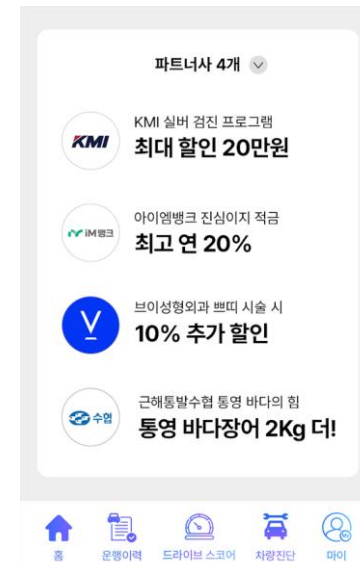 파트너사 4개
KMI
KMI 실버 검진 프로그램
최대 할인 20만원
iM뱅크
아이엠뱅크 진심이지 적금
최고 연 20%
브이성형외과 쁘띠 시술 시
10% 추가 할인
수협
근해통발수협 통영 바다의 힘
통영 바다장어 2Kg 더!
홈
운행이력
드라이브 스코어
차량진단
마이